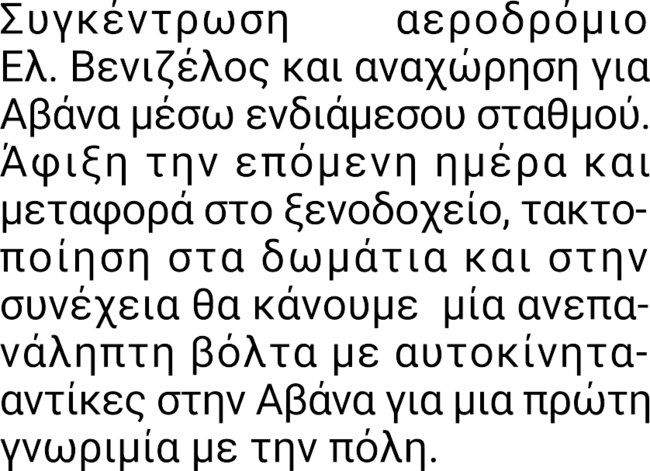 Συγκέντρωση αεροδρόμιο
Ελ. Βενιζέλος και αναχώρηση για
Αβάνα μέσω ενδιάμεσου σταθμού.
Άφιξη την επόμενη ημέρα και
μεταφορά στο ξενοδοχείο, τακτο-
ποίηση στα δωμάτια και στην
συνέχεια θα κάνουμε  μία ανεπα-
νάληπτη βόλτα με αυτοκίνητα-
αντίκες στην Αβάνα για μια πρώτη
γνωριμία με την πόλη.